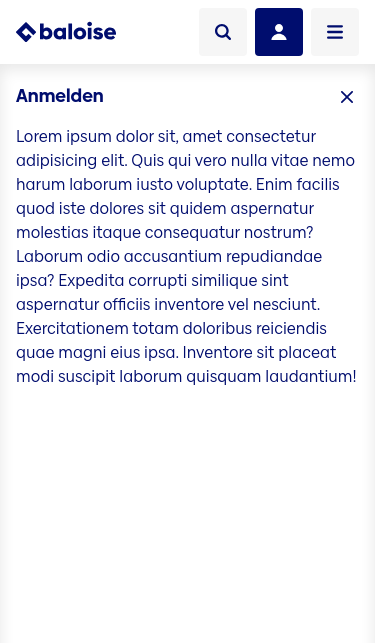 baloise
Anmelden
Lorem ipsum dolor sit, amet consectetur
adipisicing elit. Quis qui vero nulla vitae nemo
harum laborum iusto voluptate. Enim facilis
quod iste dolores sit quidem aspernatur
molestias itaque consequatur nostrum?
Laborum odio accusantium repudiandae
ipsa? Expedita corrupti similique sint
aspernatur officiis inventore vel nesciunt.
Exercitationem totam doloribus reiciendis
quae magni eius ipsa. Inventore sit placeat
modi suscipit laborum quisquam laudantium!